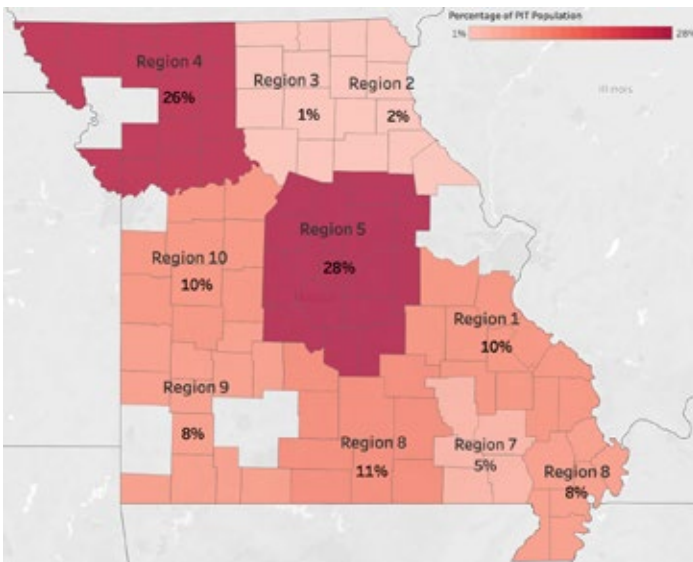 Percentage of PIT Population
1% 28%
Region 4
26%
Region 3
1%
Region 2
2%
Illinois
Region 5
28%
Region 10
10%
Region 1
10%
Region 9
8%
Region 8
11%
Region 7
5%
Region 8
8%